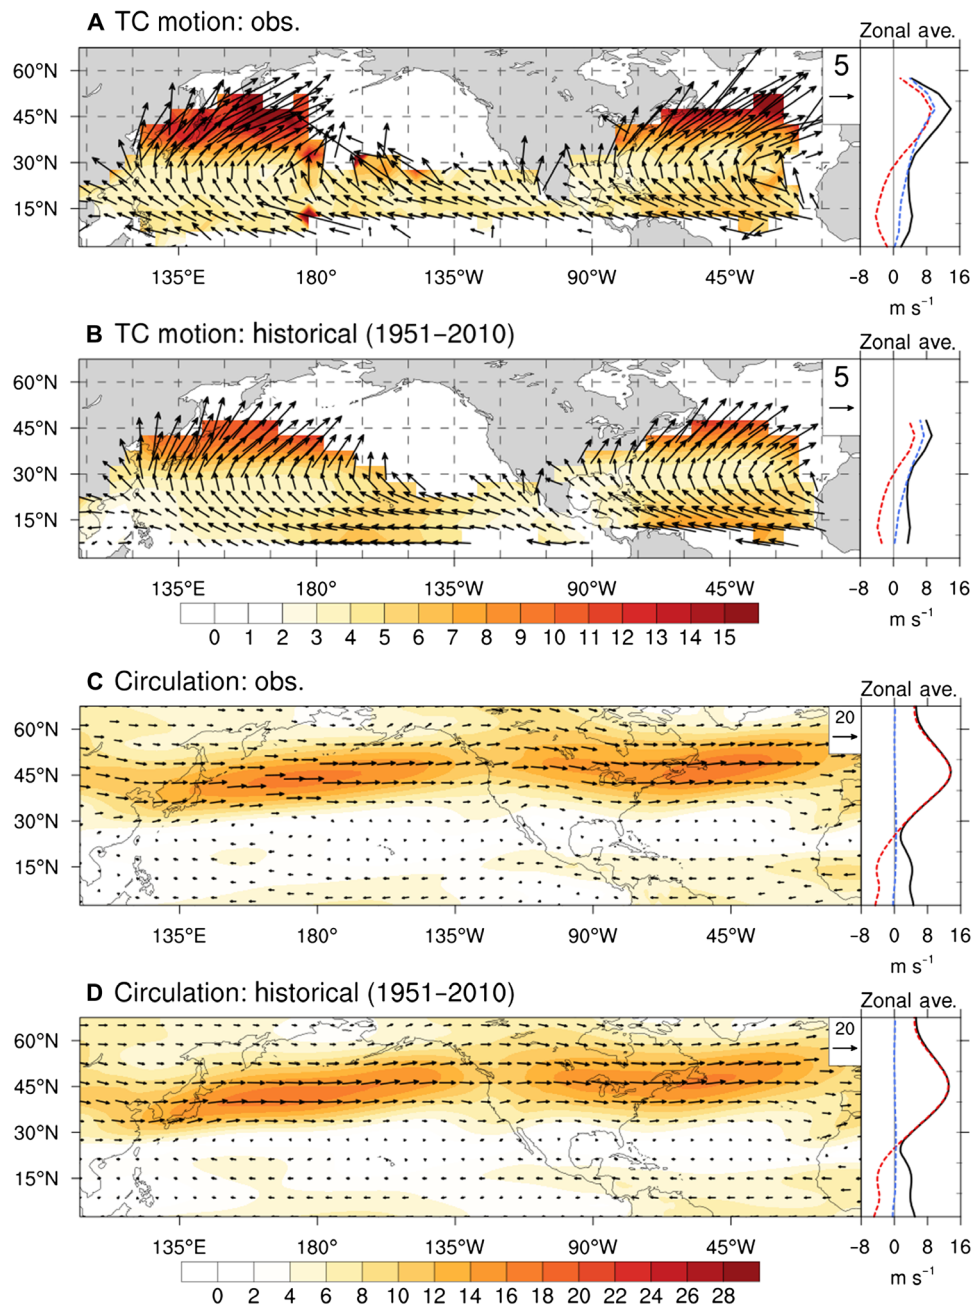 A TC motion: obs.
Zonal ave.
5
60°N
45°N
30°N
15°N
135°E 180° 135°W 90°W 45°W
-8 0 8 16
m s⁻¹
B TC motion: historical (1951–2010)
Zonal ave.
5
60°N
45°N
30°N
15°N
135°E 180° 135°W 90°W 45°W
-8 0 8 16
m s⁻¹
0 1 2 3 4 5 6 7 8 9 10 11 12 13 14 15
C Circulation: obs.
Zonal ave.
20
60°N
45°N
30°N
15°N
135°E 180° 135°W 90°W 45°W
-8 0 8 16
m s⁻¹
D Circulation: historical (1951–2010)
Zonal ave.
20
60°N
45°N
30°N
15°N
135°E 180° 135°W 90°W 45°W
-8 0 8 16
m s⁻¹
0 2 4 6 8 10 12 14 16 18 20 22 24 26 28